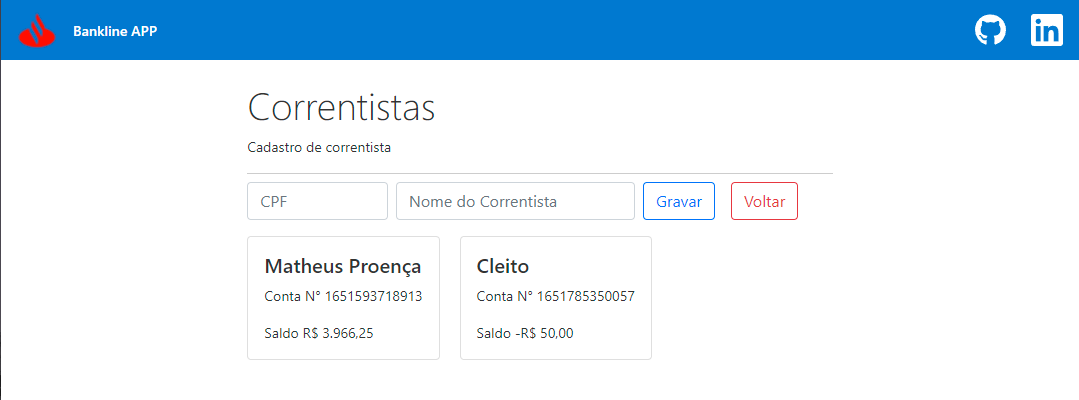 Bankline APP
in
Correntistas
Cadastro de correntista
CPF Nome do Correntista Gravar Voltar
Matheus Proença
Conta N° 1651593718913
Saldo R$ 3.966,25
Cleito
Conta N° 1651785350057
Saldo -R$ 50,00